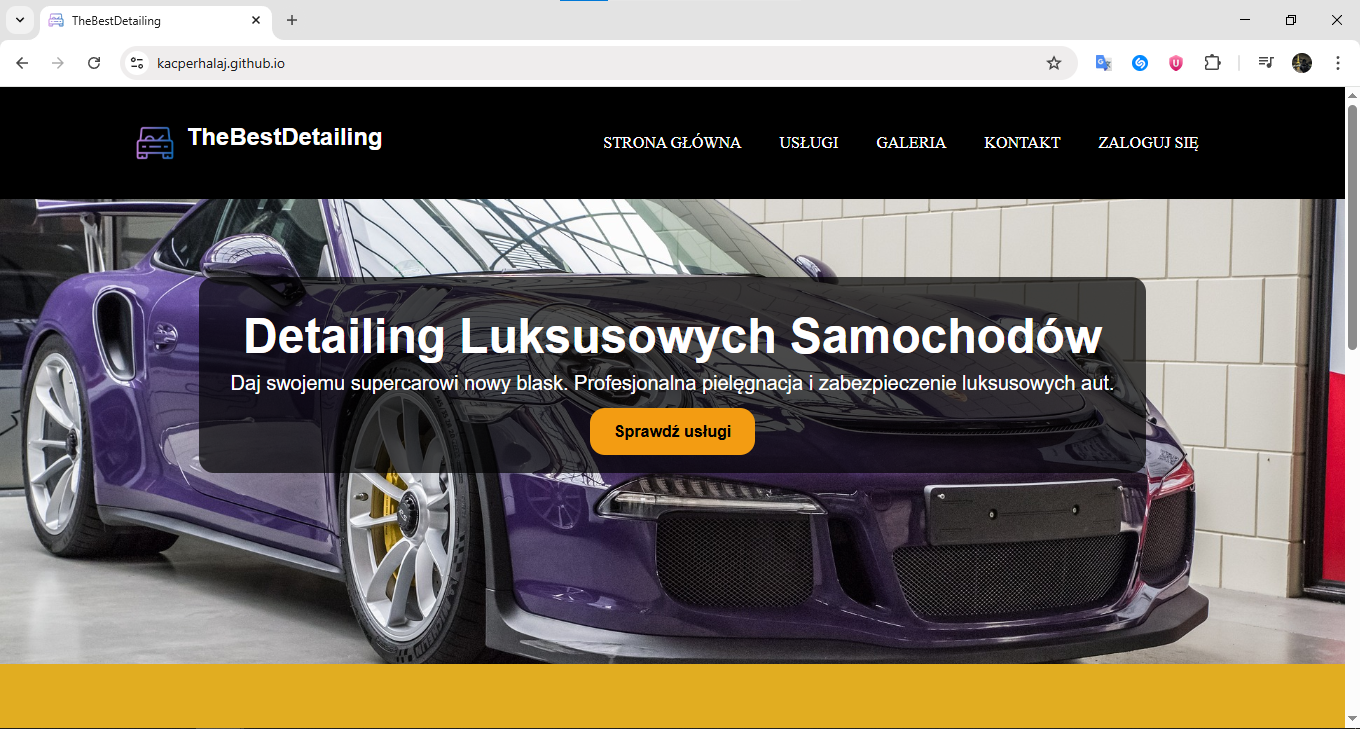 TheBestDetailing
kacperhalaj.github.io
TheBestDetailing
STRONA GŁÓWNA USŁUGI GALERIA KONTAKT ZALOGUJ SIĘ
Detailing Luksusowych Samochodów
Daj swojemu supercarowi nowy blask. Profesjonalna pielęgnacja i zabezpieczenie luksusowych aut.
Sprawdź usługi